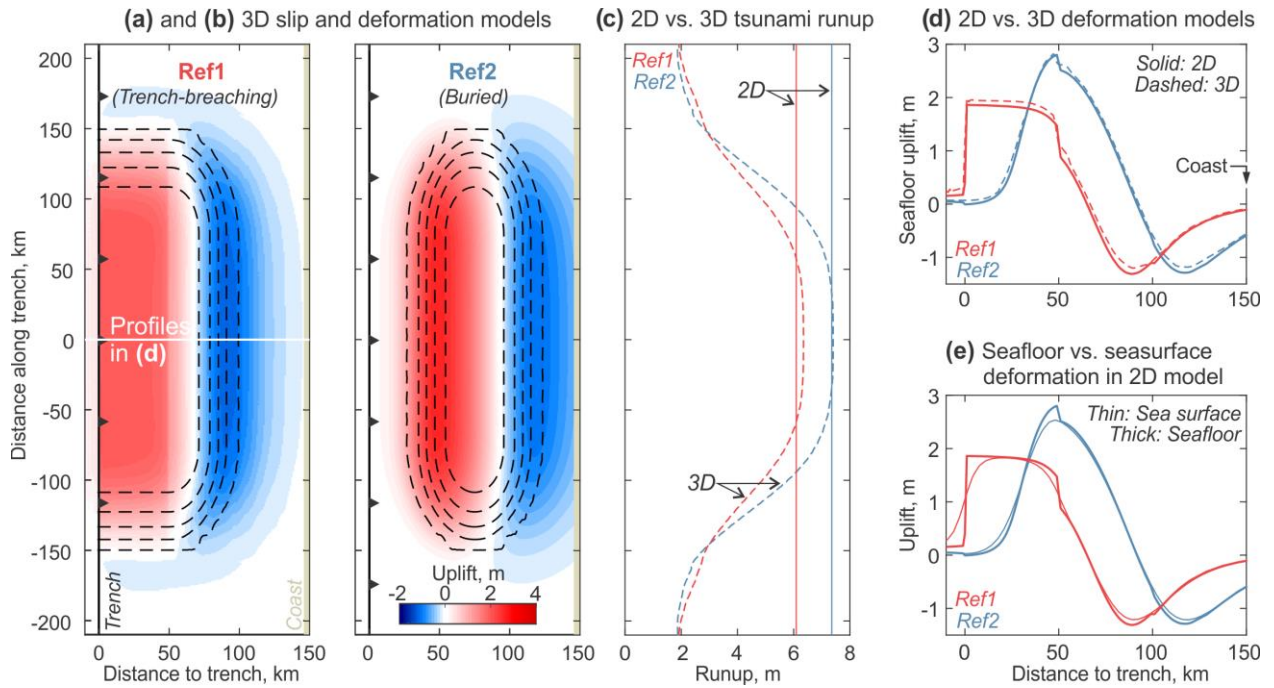 (a) and (b) 3D slip and deformation models
Ref1
(Trench-breaching)
Profiles
in (d)
Trench
Coast
200
150
100
50
0
-50
-100
-150
-200
Distance along trench, km
0
50
100
150
Distance to trench, km
Ref2
(Buried)
Uplift, m
-2
0
2
4
0
50
100
150
Distance to trench, km
(c) 2D vs. 3D tsunami runup
Ref1
Ref2
2D
3D
0
2
4
6
8
Runup, m
(d) 2D vs. 3D deformation models
Solid: 2D
Dashed: 3D
Coast
Ref1
Ref2
3
2
1
0
-1
Seafloor uplift, m
0
50
100
150
(e) Seafloor vs. seasurface
deformation in 2D model
Thin: Sea surface
Thick: Seafloor
Ref1
Ref2
3
2
1
0
-1
Uplift, m
0
50
100
150
Distance to trench, km